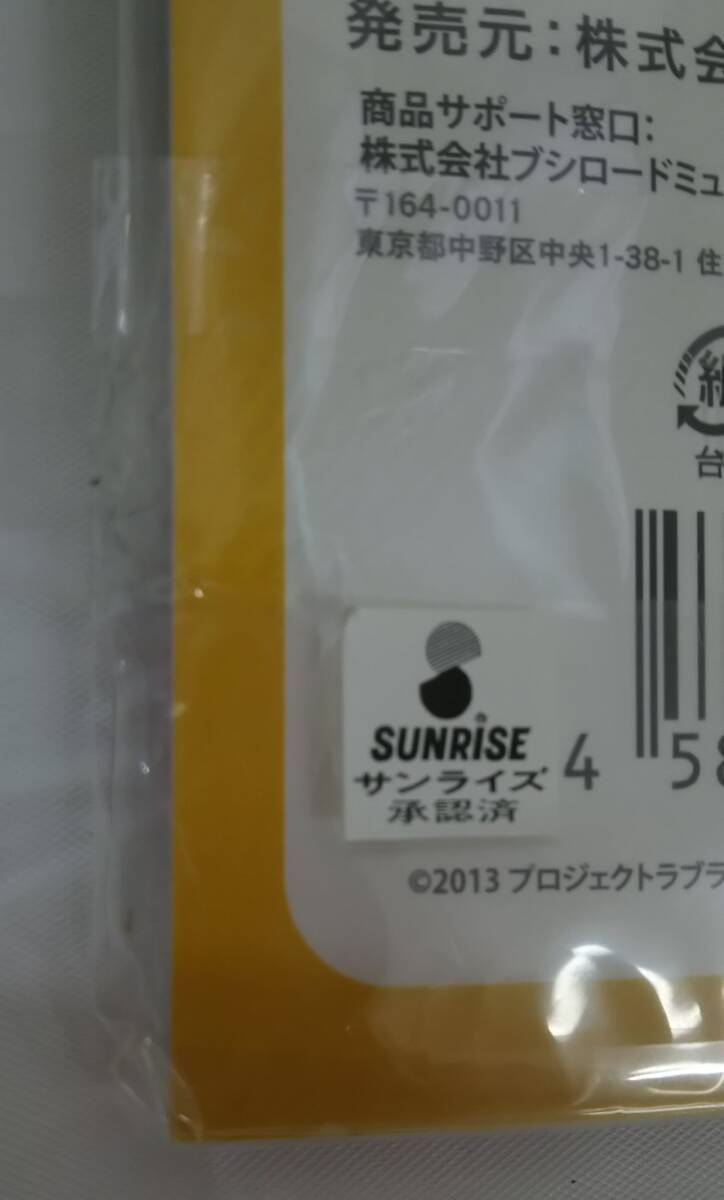 発売元：株式会
商品サポート窓口：
株式会社ブシロードミュ
〒164-0011
東京都中野区中央1-38-1 住
紙
台
SUNRISE®
サンライズ
承認済
4 58
©2013 プロジェクトラブラ